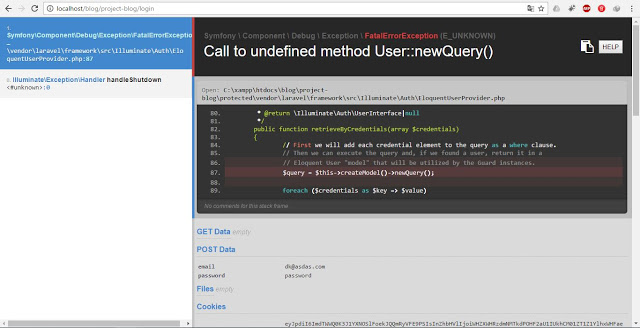 localhost/blog/project-blog/login
1.
Symfony\Component\Debug\Exception\FatalErrorException
…
\vendor\laravel\framework\src\Illuminate\Auth\Eloq
uentUserProvider.php:87
0. Illuminate\Exception\Handler handleShutdown
<#unknown>:0
Symfony \ Component \ Debug \ Exception \ FatalErrorException (E_UNKNOWN)
Call to undefined method User::newQuery()
HELP
Open: C:\xampp\htdocs\blog\project-
blog\protected\vendor\laravel\framework\src\Illuminate\Auth\EloquentUserProvider.php
80. * @return \Illuminate\Auth\UserInterface|null
81. */
82. public function retrieveByCredentials(array $credentials)
83. {
84. // First we will add each credential element to the query as a where clause.
85. // Then we can execute the query and, if we found a user, return it in a
86. // Eloquent User "model" that will be utilized by the Guard instances.
87. $query = $this->createModel()->newQuery();
88.
89. foreach ($credentials as $key => $value)
No comments for this stack frame.
GET Data empty
POST Data
email dk@asdas.com
password password
Files empty
Cookies